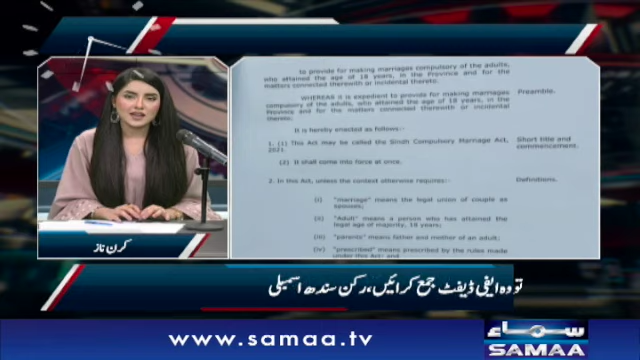 to provide for making marriages compulsory of the adults,
who attained the age of 18 years, in the Province and for the
matters connected therewith or incidental
thereto.
WHEREAS it is expedient to provide for making marriages
compulsory of the adults, who attained the age of 18 years, in the
Province and for the matters connected therewith or incidental
thereto.
Preamble.
It is hereby enacted as follows:-
1. (1) This Act may be called the Sindh Compulsory Marriage Act,
2021.
Short title and
commencement.
(2) It shall come into force at once.
2. In this Act, unless the context otherwise requires:-
Definitions.
(i) "marriage" means the legal union of couple as
spouses,
(ii) "Adult" means a person who has attained the
legal age of majority, 18 years;
(iii) "parents" means father and mother of an adult;
(iv) "prescribed" means prescribed by the rules made
under this Act; and
کرن ناز
تو وہ ایفی ڈیفٹ جمع کرائیں، رکن سندھ اسمبلی
www.samaa.tv
سماء
SAMAA